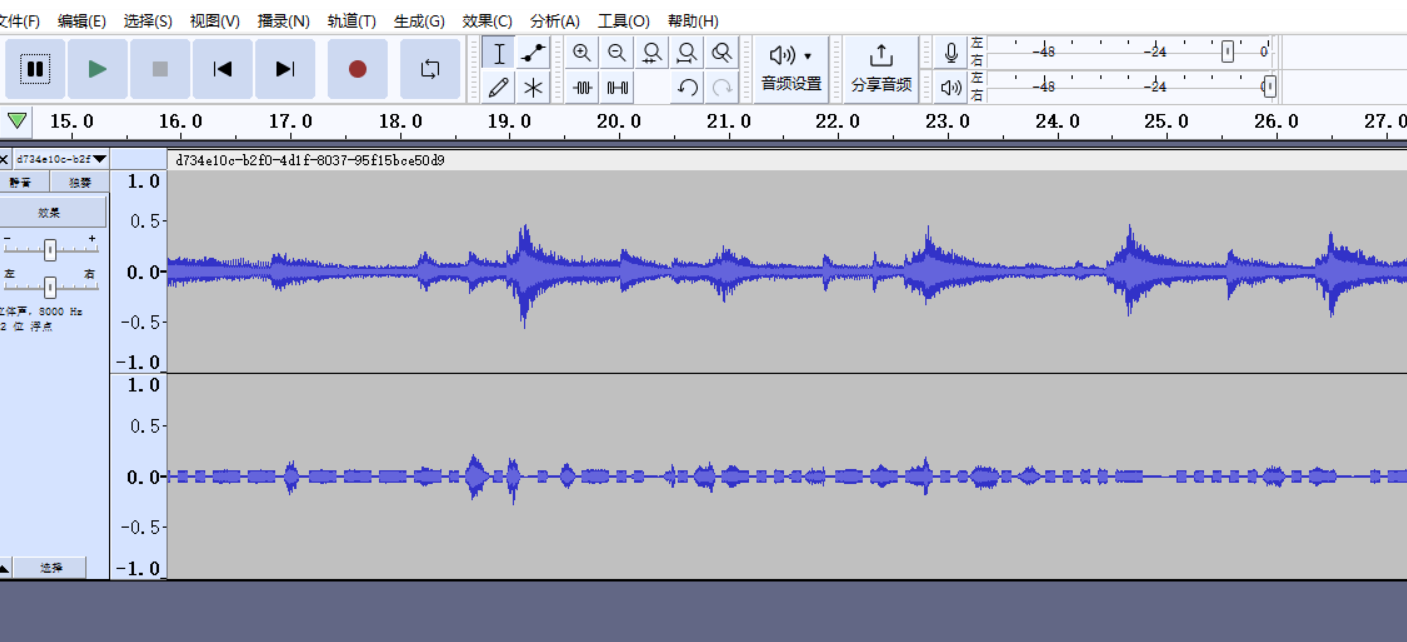 文件(F) 编辑(E) 选择(S) 视图(V) 播录(N) 轨道(T) 生成(G) 效果(C) 分析(A) 工具(O) 帮助(H)
音频设置 分享音频
左 右 -48 -24 0
左 右 -48 -24 0
15.0 16.0 17.0 18.0 19.0 20.0 21.0 22.0 23.0 24.0 25.0 26.0 27.0
d734e10c-b2f d734e10c-b2f0-4d1f-8037-95f15bce50d9
静音 独奏
效果
- +
左 右
立体声, 8000 Hz
2 位 浮点
选择
1.0
0.5-
0.0-
-0.5-
-1.0
1.0
0.5-
0.0-
-0.5-
-1.0